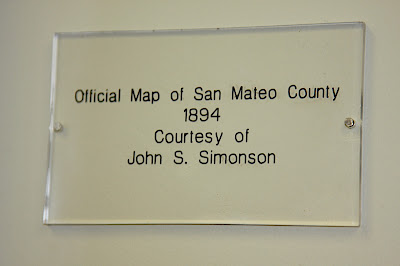 Official Map of San Mateo County
1894
Courtesy of
John S. Simonson